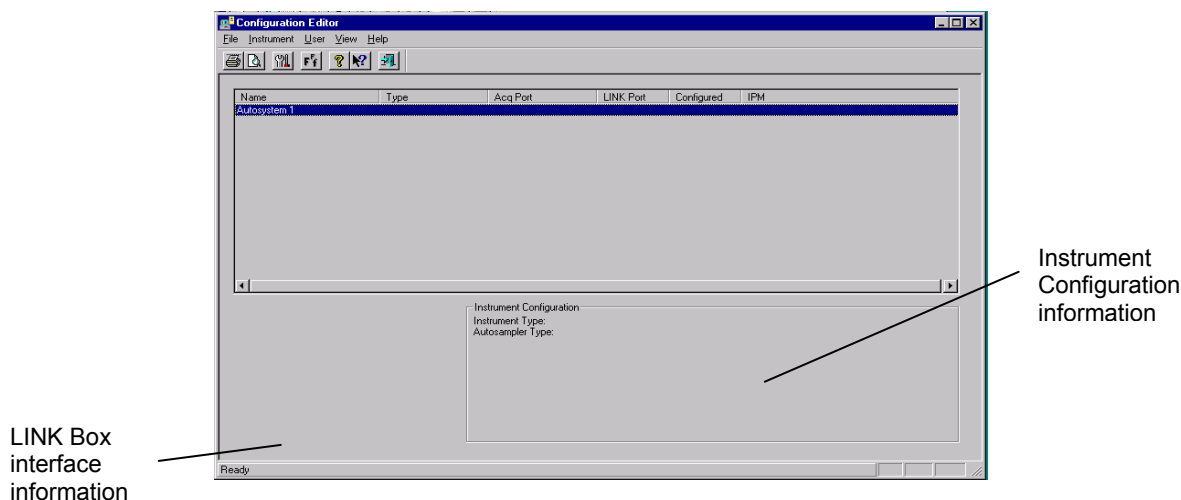 Configuration Editor
File Instrument User View Help
Name Type Acq Port LINK Port Configured IPM
Autosystem 1
Instrument Configuration
Instrument Type:
Autosampler Type:
Ready
Instrument
Configuration
information
LINK Box
interface
information